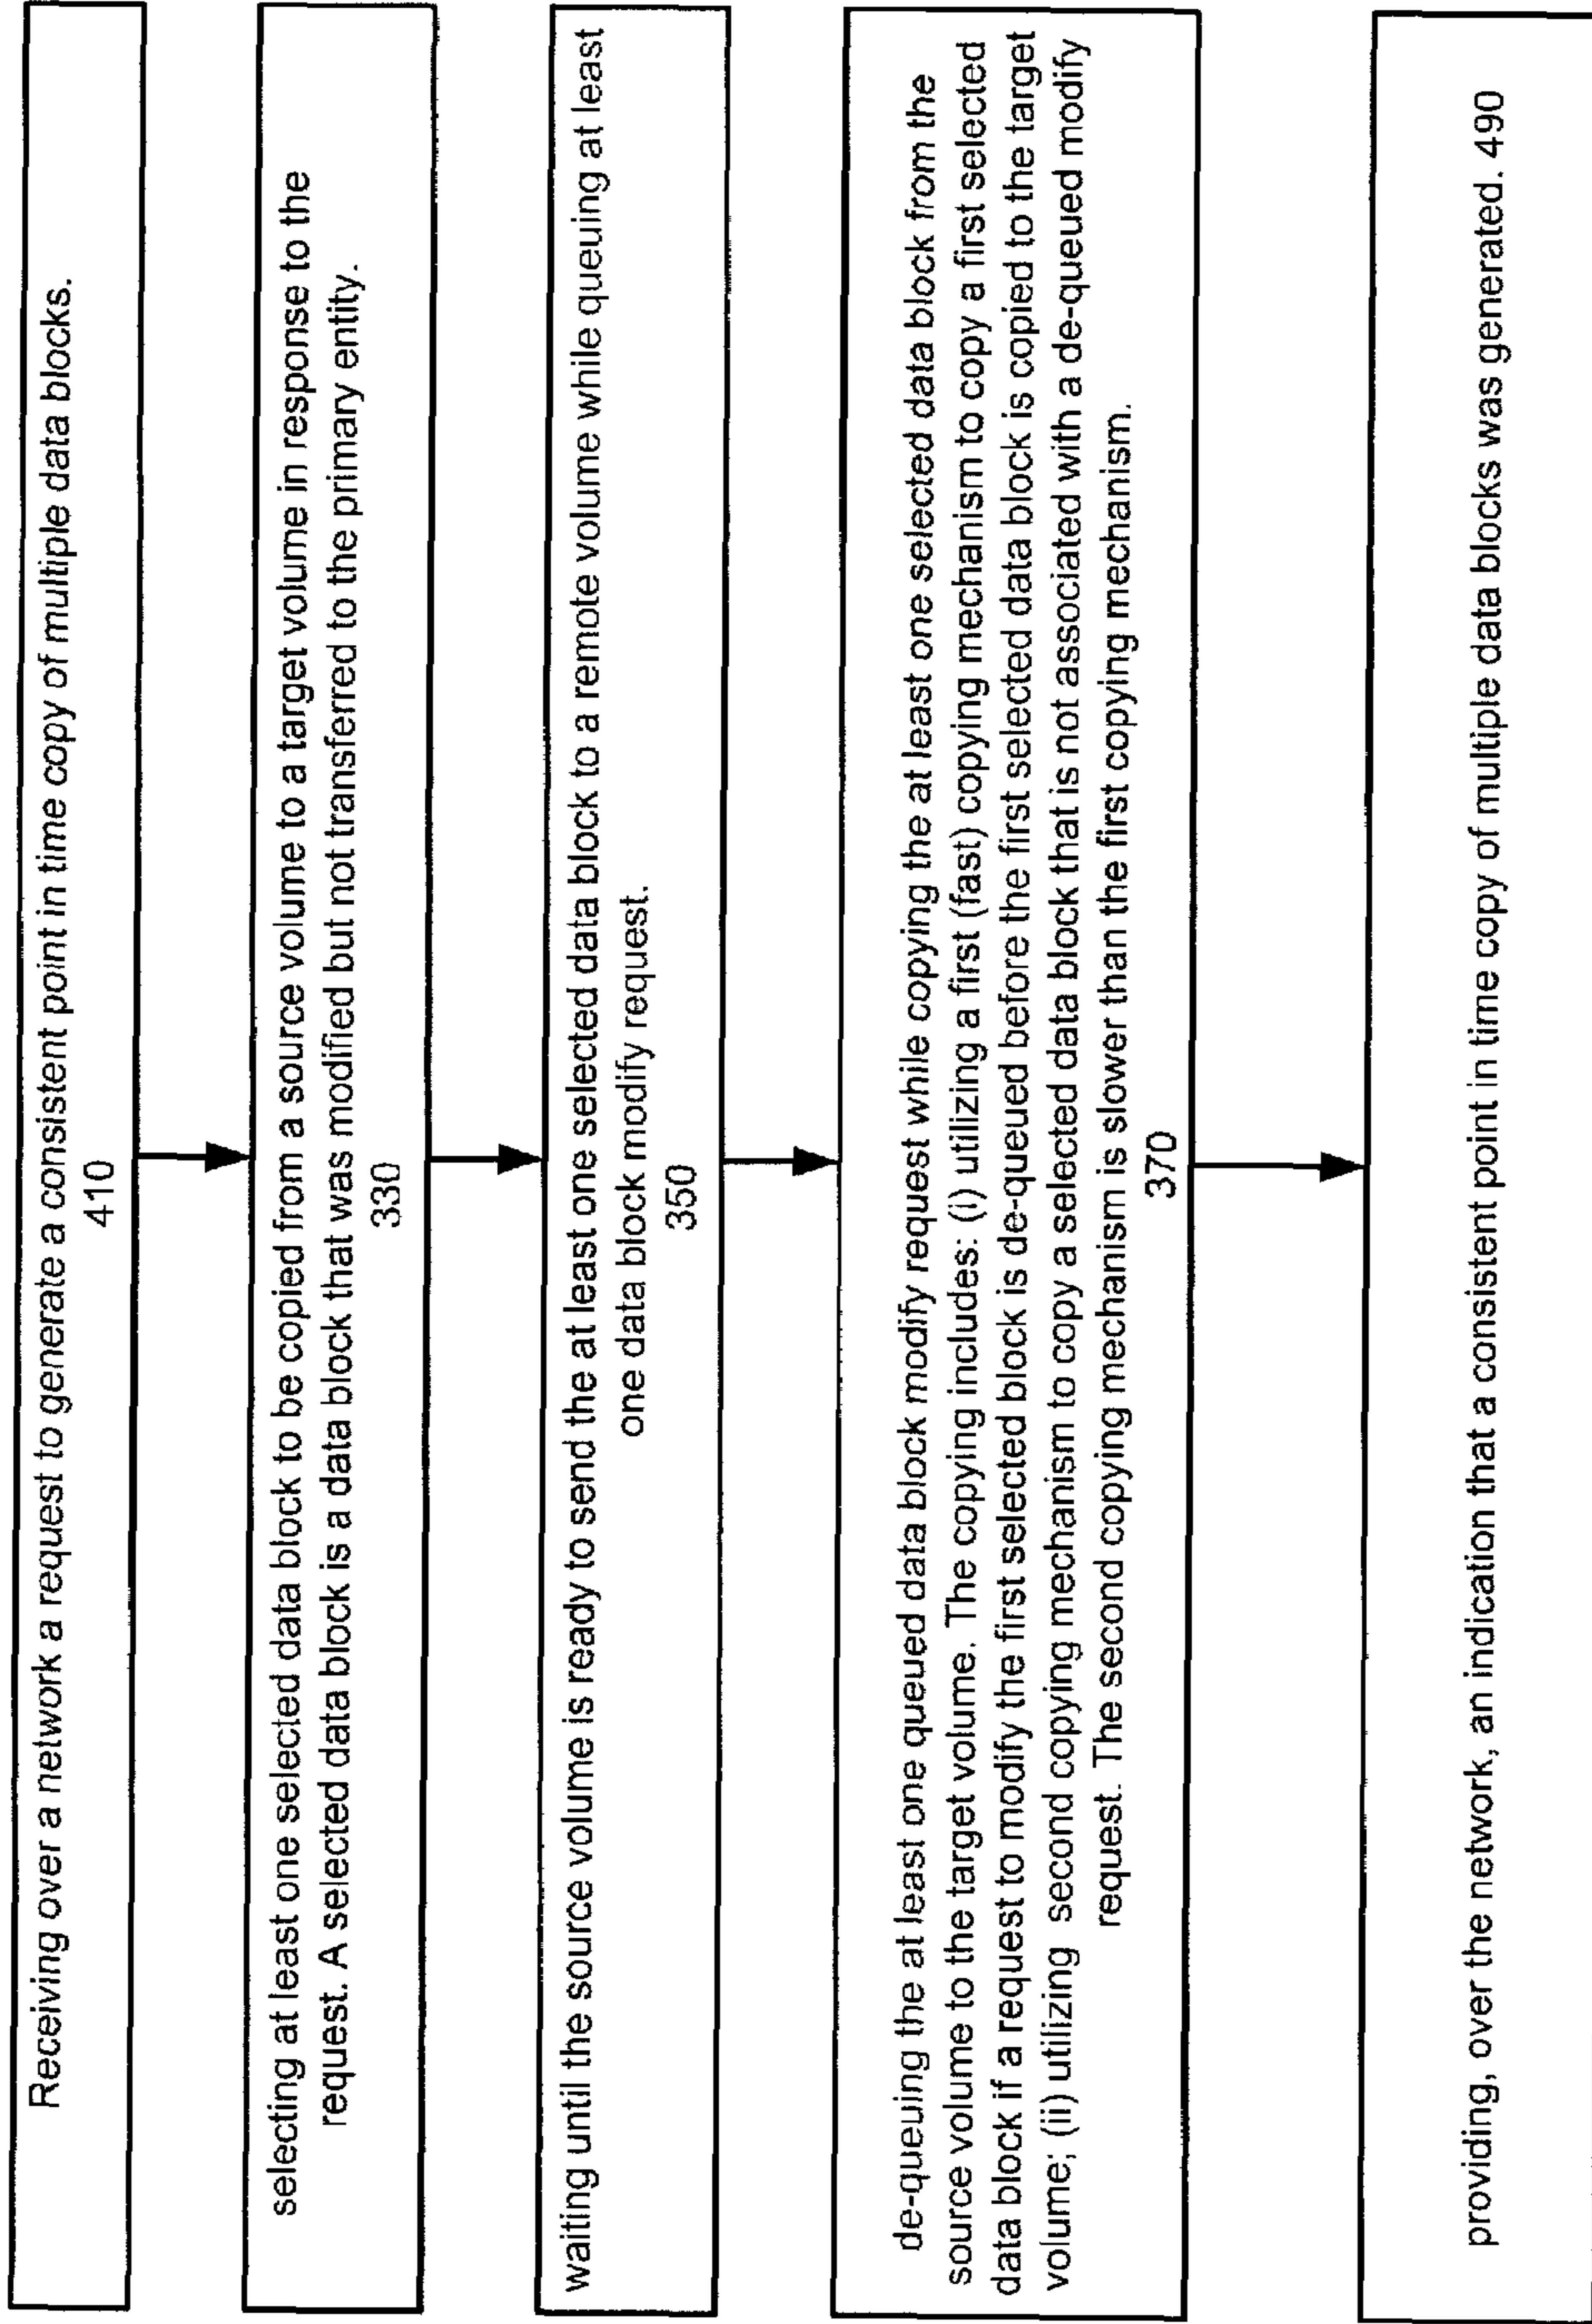 Receiving over a network a request to generate a consistent point in time copy of multiple data blocks.
410
selecting at least one selected data block to be copied from a source volume to a target volume in response to the
request. A selected data block is a data block that was modified but not transferred to the primary entity.
330
waiting until the source volume is ready to send the at least one selected data block to a remote volume while queuing at least
one data block modify request.
350
de-queuing the at least one queued data block modify request while copying the at least one selected data block from the
source volume to the target volume. The copying includes: (i) utilizing a first (fast) copying mechanism to copy a first selected
data block if a request to modify the first selected block is de-queued before the first selected data block is copied to the target
volume; (ii) utilizing second copying mechanism to copy a selected data block that is not associated with a de-queued modify
request. The second copying mechanism is slower than the first copying mechanism.
370
providing, over the network, an indication that a consistent point in time copy of multiple data blocks was generated. 490